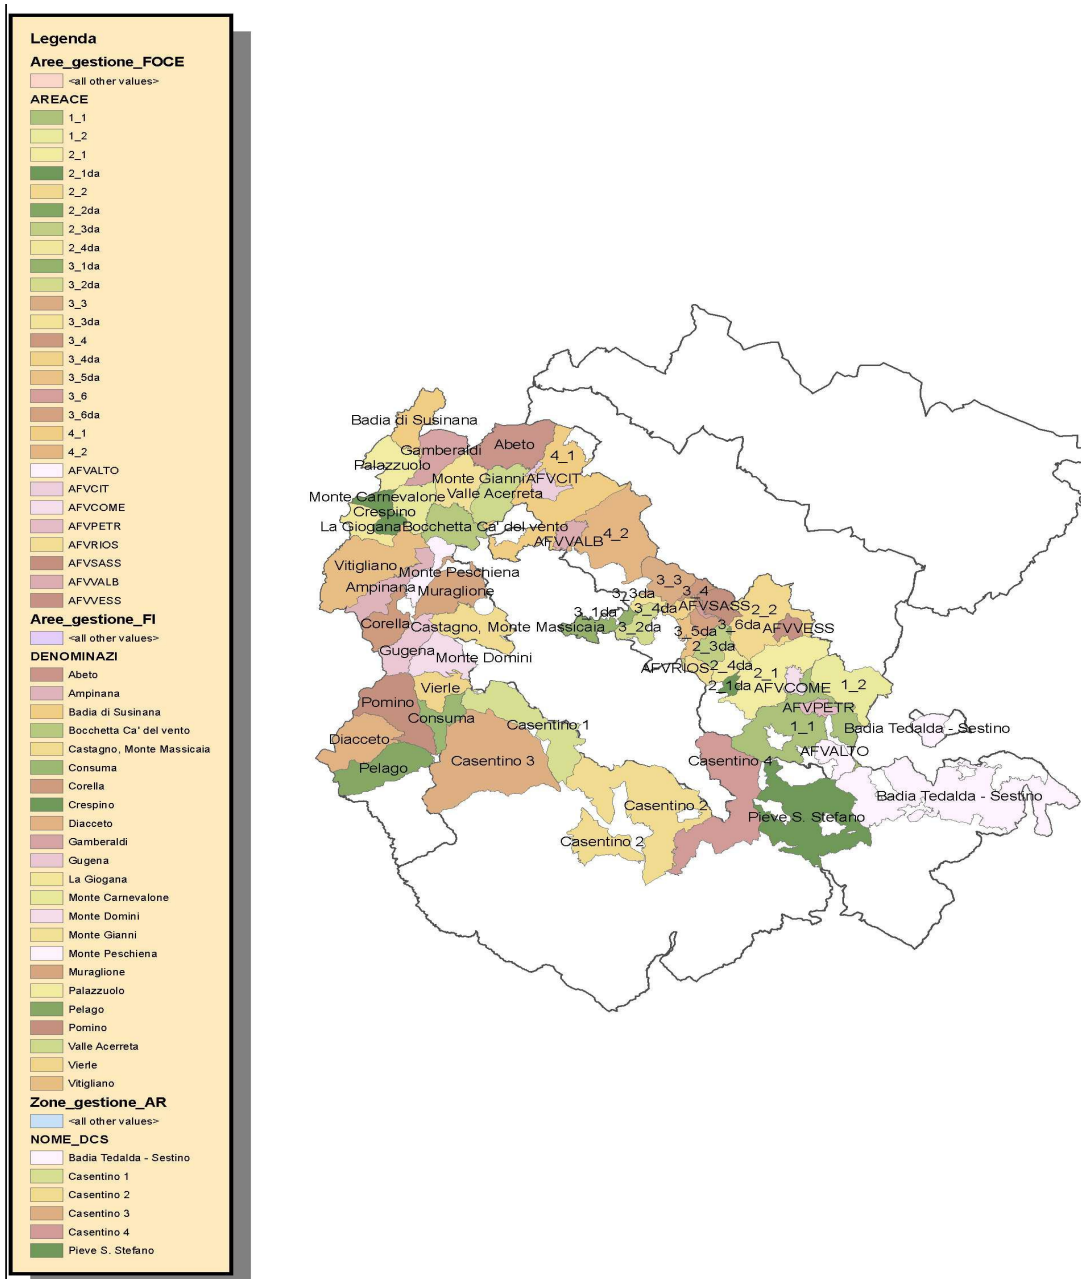 Legenda
Aree_gestione_FOCE
<all other values>
AREACE
1_1
1_2
2_1
2_1da
2_2
2_2da
2_3da
2_4da
3_1da
3_2da
3_3
3_3da
3_4
3_4da
3_5da
3_6
3_6da
4_1
4_2
AFVALTO
AFVCIT
AFVCOME
AFVPETR
AFVRIOS
AFVSASS
AFVVALB
AFVVESS
Aree_gestione_FI
<all other values>
DENOMINAZI
Abeto
Ampinana
Badia di Susinana
Bocchetta Ca' del vento
Castagno, Monte Massicaia
Consuma
Corella
Crespino
Diacceto
Gamberaldi
Gugena
La Giogana
Monte Carnevalone
Monte Domini
Monte Gianni
Monte Peschiena
Muraglione
Palazzuolo
Pelago
Pomino
Valle Acerreta
Vierle
Vitigliano
Zone_gestione_AR
<all other values>
NOME_DCS
Badia Tedalda - Sestino
Casentino 1
Casentino 2
Casentino 3
Casentino 4
Pieve S. Stefano
Badia di Susinana
Gamberaldi
Abeto
4_1
Palazzuolo
Monte Gianni
AFVCIT
Monte Carnevalone
Valle Acerreta
Crespino
La Giogana
Bocchetta Ca' del vento
AFVVALB
4_2
Vitigliano
Monte Peschiena
Ampinana
Muraglione
3_3
3_3da
3_4
3_1da
3_4da
AFVSASS
2_2
Corella
Castagno, Monte Massicaia
3_2da
3_5da
3_6da
AFVVESS
Gugena
2_3da
Monte Domini
AFVRIOS
2_4da
2_1
2_1da
AFVCOME
1_2
Vierle
Pomino
AFVPETR
Consuma
Casentino 1
1_1
Badia Tedalda - Sestino
Diacceto
AFVALTO
Pelago
Casentino 3
Casentino 4
Badia Tedalda - Sestino
Casentino 2
Pieve S. Stefano
Casentino 2